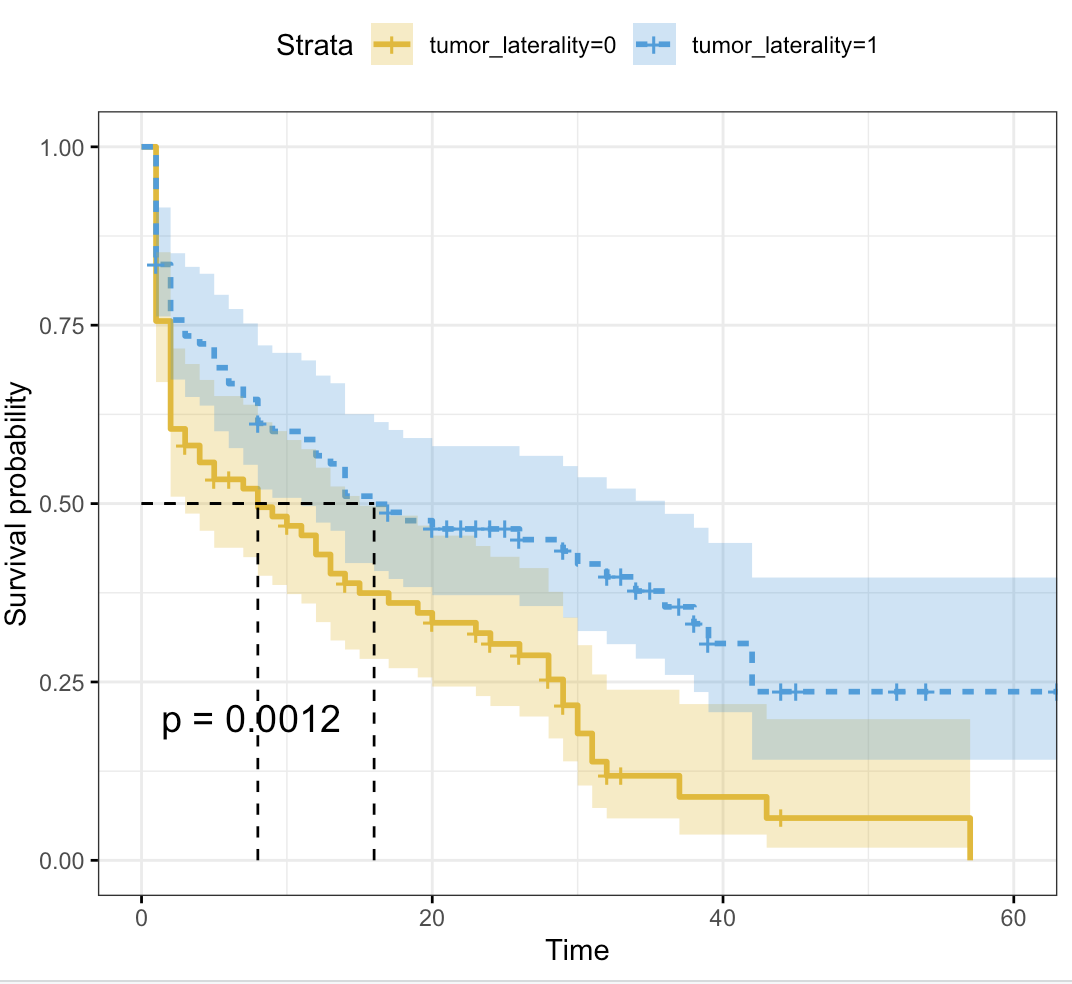 Strata tumor_laterality=0 tumor_laterality=1
1.00
0.75
0.50
0.25
0.00
Survival probability
p = 0.0012
0 20 40 60
Time